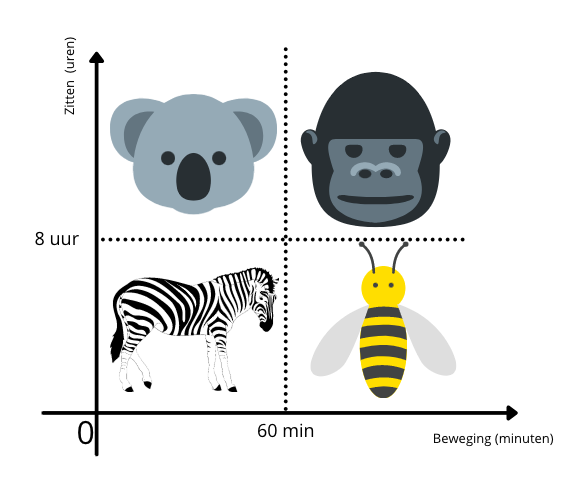 Zitten (uren)
8 uur
0
60 min
Beweging (minuten)